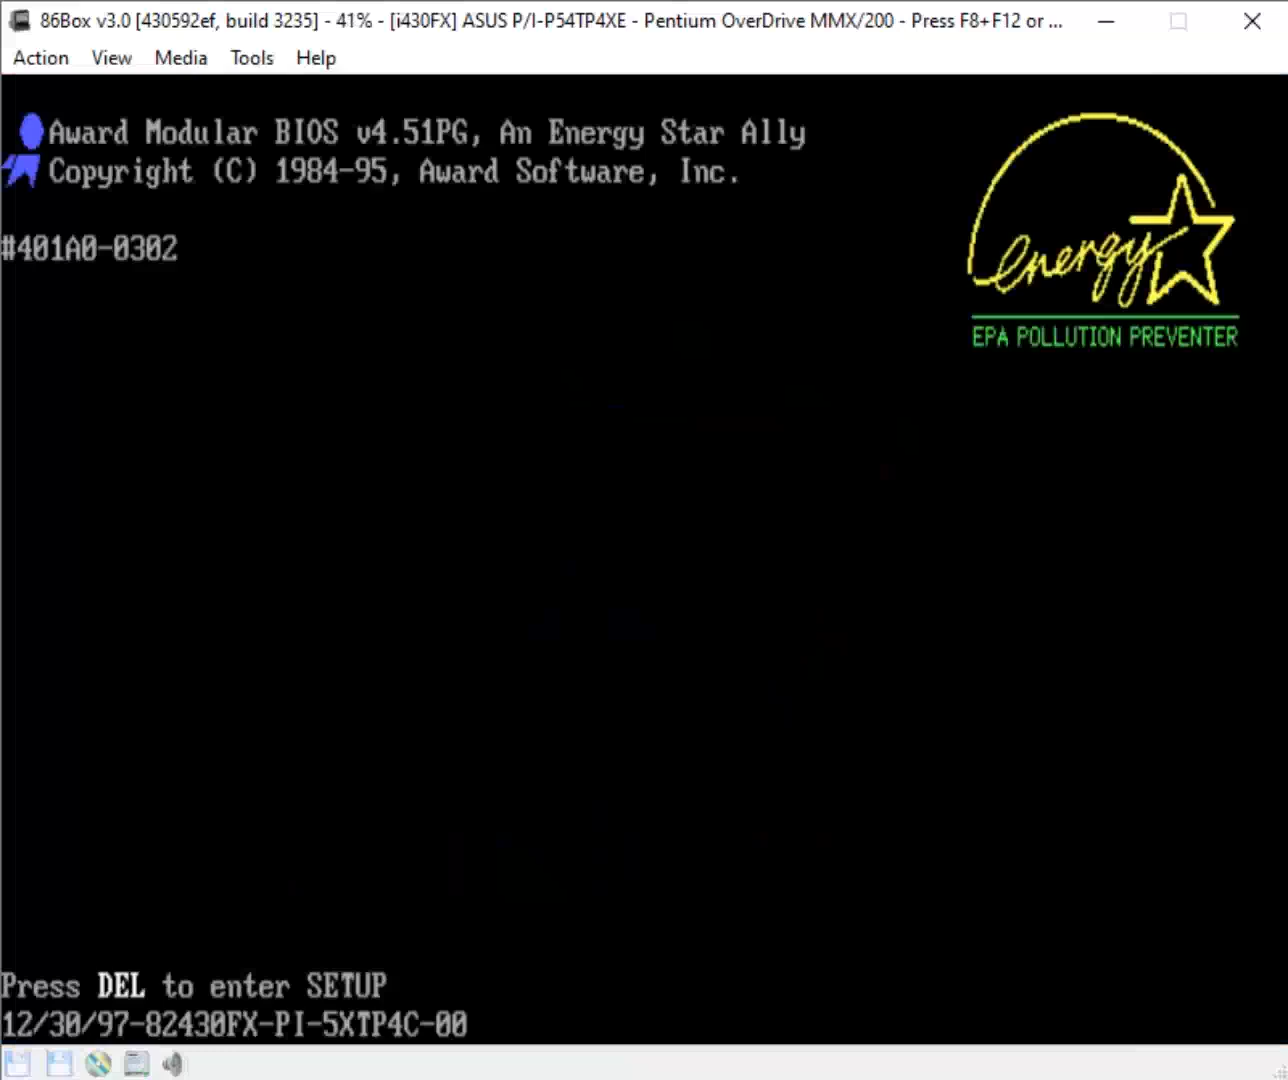 86Box v3.0 [430592ef, build 3235] - 41% - [i430FX] ASUS P/I-P54TP4XE - Pentium OverDrive MMX/200 - Press F8+F12 or ...
Action View Media Tools Help
Award Modular BIOS v4.51PG, An Energy Star Ally
Copyright (C) 1984-95, Award Software, Inc.
#401A0-0302
energy
EPA POLLUTION PREVENTER
Press DEL to enter SETUP
12/30/97-82430FX-PI-5XTP4C-00